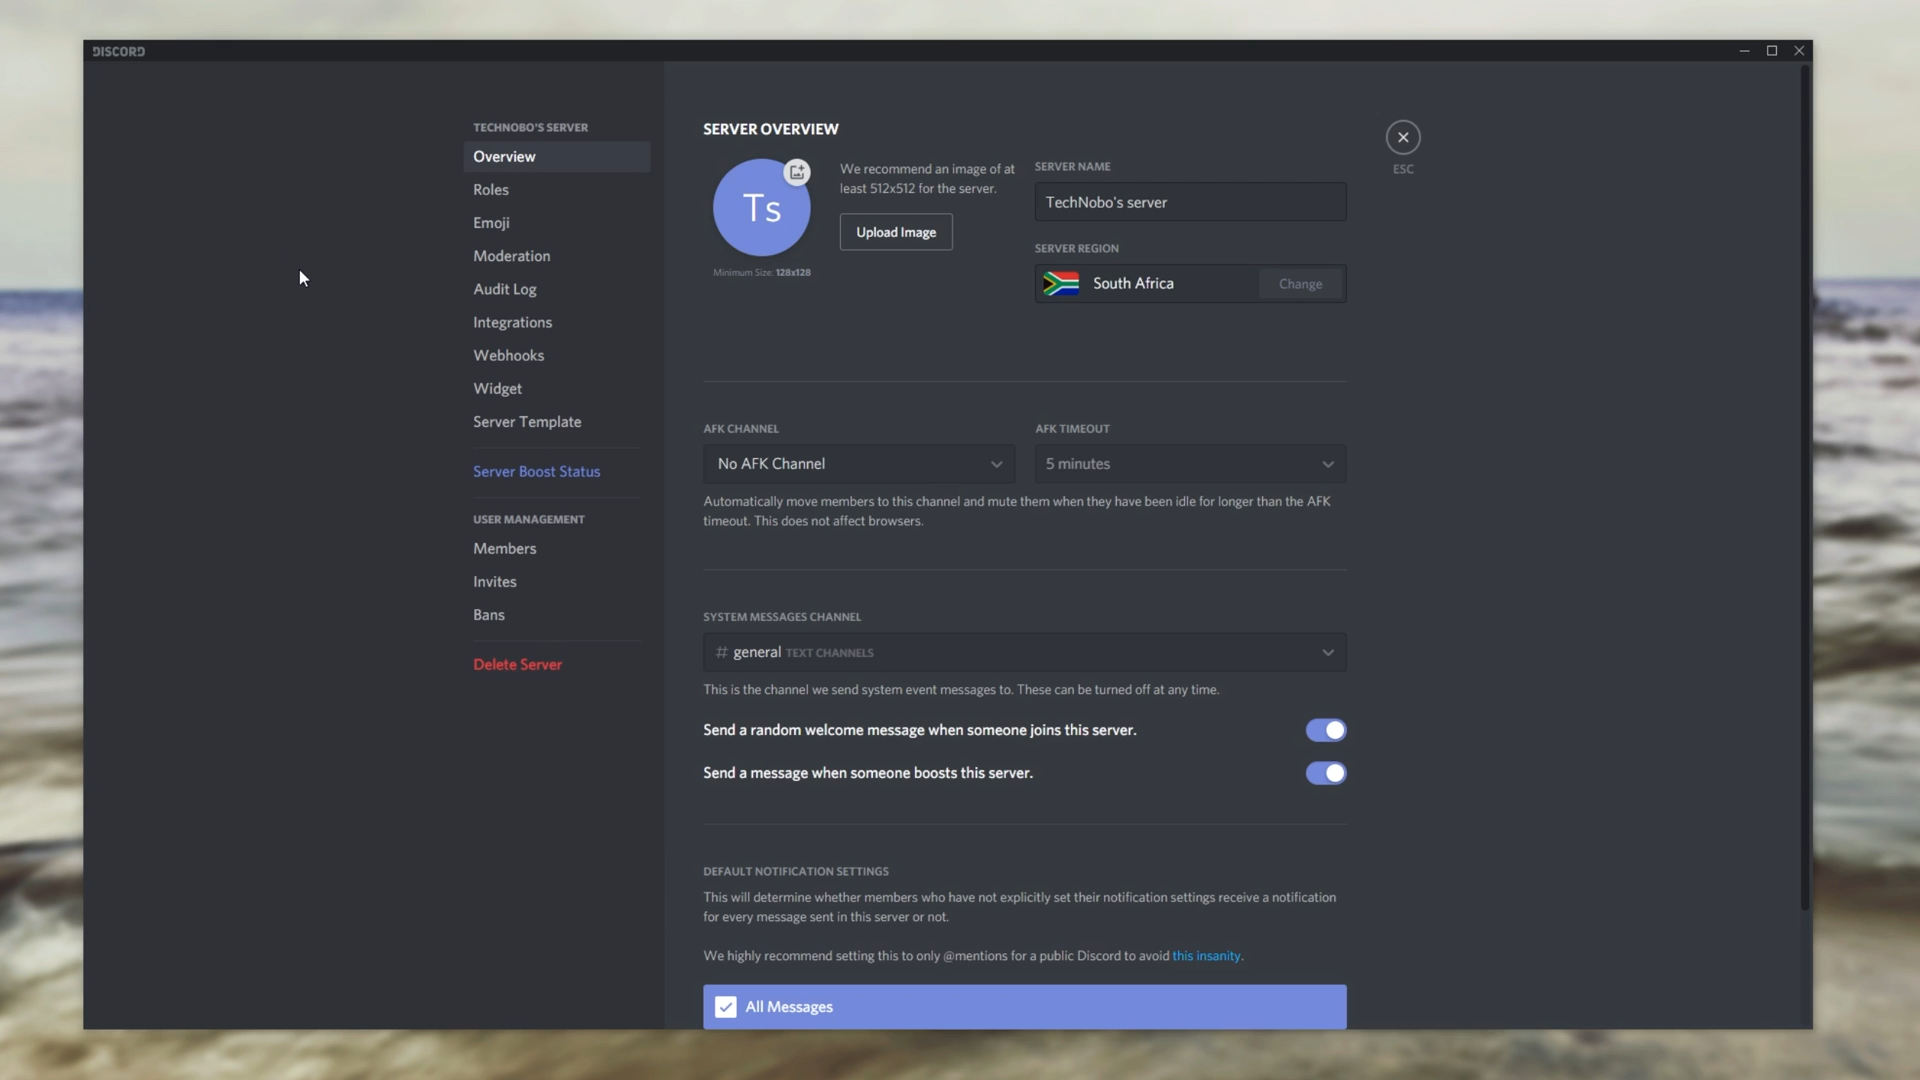 DISCORD
TECHNOBO'S SERVER
Overview
Roles
Emoji
Moderation
Audit Log
Integrations
Webhooks
Widget
Server Template
Server Boost Status
USER MANAGEMENT
Members
Invites
Bans
Delete Server
SERVER OVERVIEW
Ts
Minimum Size: 128x128
We recommend an image of at
least 512x512 for the server.
Upload Image
SERVER NAME
TechNobo's server
SERVER REGION
South Africa
Change
ESC
AFK CHANNEL
No AFK Channel
AFK TIMEOUT
5 minutes
Automatically move members to this channel and mute them when they have been idle for longer than the AFK
timeout. This does not affect browsers.
SYSTEM MESSAGES CHANNEL
# general TEXT CHANNELS
This is the channel we send system event messages to. These can be turned off at any time.
Send a random welcome message when someone joins this server.
Send a message when someone boosts this server.
DEFAULT NOTIFICATION SETTINGS
This will determine whether members who have not explicitly set their notification settings receive a notification
for every message sent in this server or not.
We highly recommend setting this to only @mentions for a public Discord to avoid this insanity.
All Messages